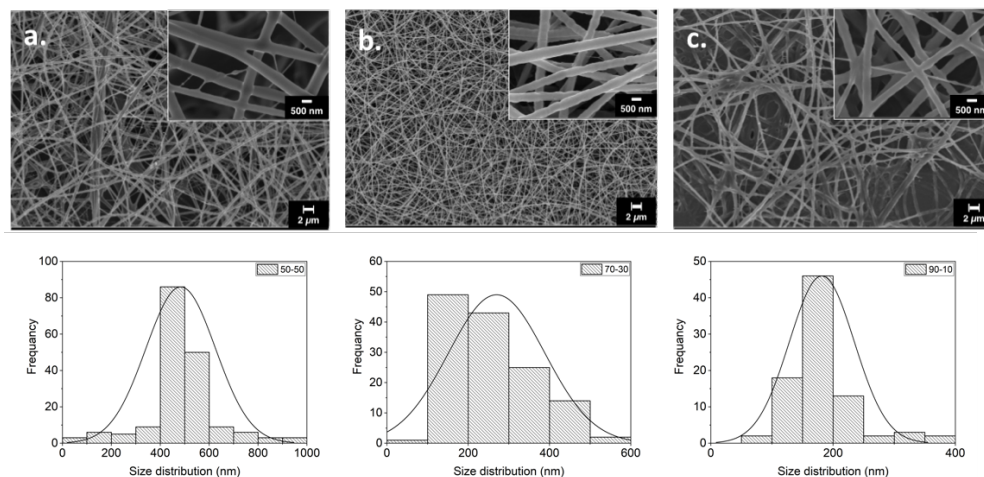 a.
500 nm
2 µm
b.
500 nm
2 µm
c.
500 nm
2 µm
50-50
Frequancy
0 20 40 60 80 100
0 200 400 600 800 1000
Size distribution (nm)
70-30
Frequancy
0 10 20 30 40 50 60
0 200 400 600
Size distribution (nm)
90-10
Frequancy
0 10 20 30 40 50
0 200 400
Size distribution (nm)